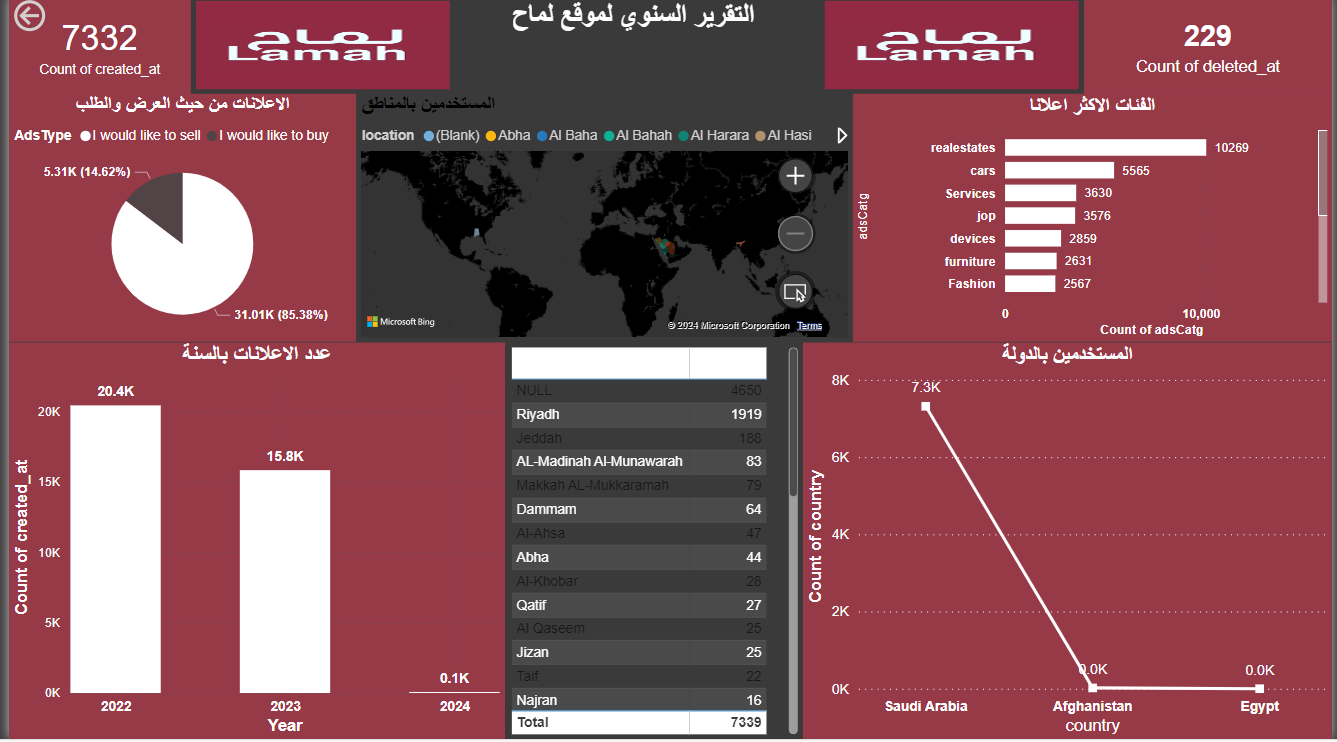 7332
Count of created_at
لماح
Lamah
التقرير السنوي لموقع لماح
لماح
Lamah
229
Count of deleted_at
الاعلانات من حيث العرض والطلب
AdsType I would like to sell I would like to buy
5.31K (14.62%)
31.01K (85.38%)
المستخدمين بالمناطق
location (Blank) Abha Al Baha Al Bahah Al Harara Al Hasi
Microsoft Bing
© 2024 Microsoft Corporation Terms
الفئات الاكثر اعلانا
adsCatg
realestates 10269
cars 5565
Services 3630
jop 3576
devices 2859
furniture 2631
Fashion 2567
0 10,000
Count of adsCatg
عدد الاعلانات بالسنة
Count of created_at
20K
15K
10K
5K
0K
20.4K
15.8K
0.1K
2022 2023 2024
Year
NULL 4650
Riyadh 1919
Jeddah 188
AL-Madinah Al-Munawarah 83
Makkah AL-Mukkaramah 79
Dammam 64
Al-Ahsa 47
Abha 44
Al-Khobar 28
Qatif 27
Al Qaseem 25
Jizan 25
Taif 22
Najran 16
Total 7339
المستخدمين بالدولة
Count of country
8K
6K
4K
2K
0K
7.3K
0.0K
0.0K
Saudi Arabia Afghanistan Egypt
country